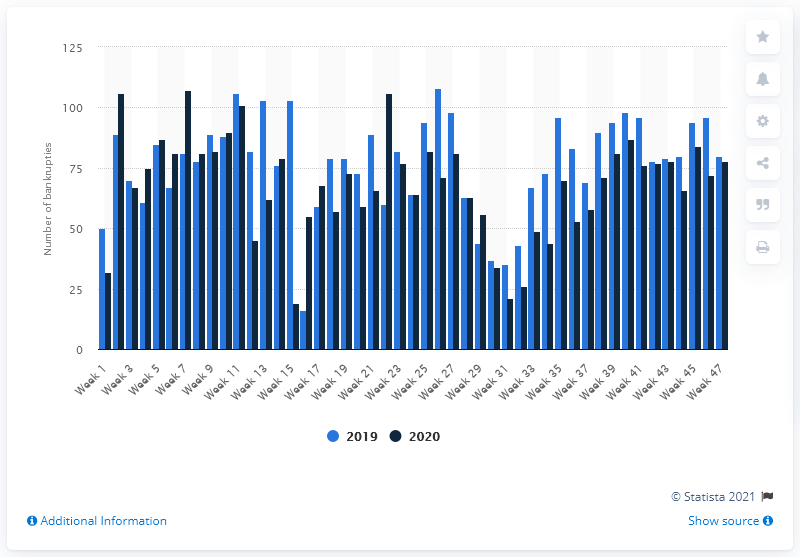 125
100
75
50
25
0
Number of bankrupties
Week 1
Week 3
Week 5
Week 7
Week 9
Week 11
Week 13
Week 15
Week 17
Week 19
Week 21
Week 23
Week 25
Week 27
Week 29
Week 31
Week 33
Week 35
Week 37
Week 39
Week 41
Week 43
Week 45
Week 47
2019 2020
© Statista 2021
Additional Information Show source